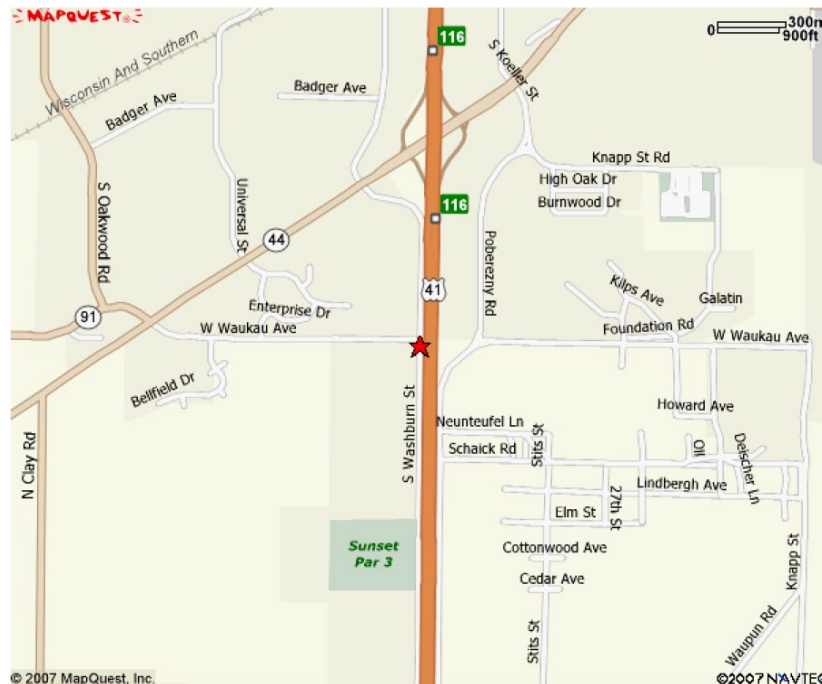 MAPQUEST
300m
900ft
0
116
S Koeller St
Wisconsin And Southern
Badger Ave
Badger Ave
Knapp St Rd
High Oak Dr
Burnwood Dr
S Oakwood Rd
Universal St
116
44
Poberezny Rd
41
Kilps Ave
Galatin
Enterprise Dr
91
W Waukau Ave
Foundation Rd
W Waukau Ave
Bellfield Dr
S Washburn St
Howard Ave
Neunteufel Ln
N Clay Rd
Schaick Rd
Stits St
Oll
Deischer Ln
Lindbergh Ave
27th St
Elm St
Sunset
Par 3
Cottonwood Ave
Cedar Ave
Knapp St
Stits St
Waupun Rd
© 2007 MapQuest, Inc.
©2007 NAVTEQ